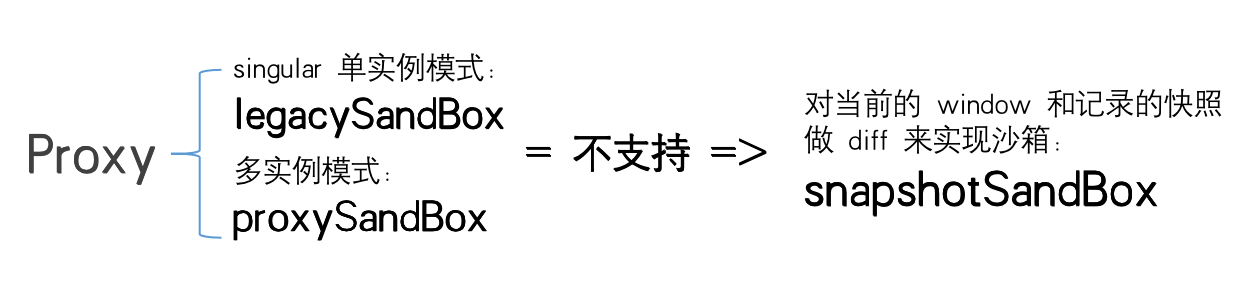 Proxy
singular 单实例模式：
legacySandBox
多实例模式：
proxySandBox
= 不支持 =>
对当前的 window 和记录的快照
做 diff 来实现沙箱：
snapshotSandBox